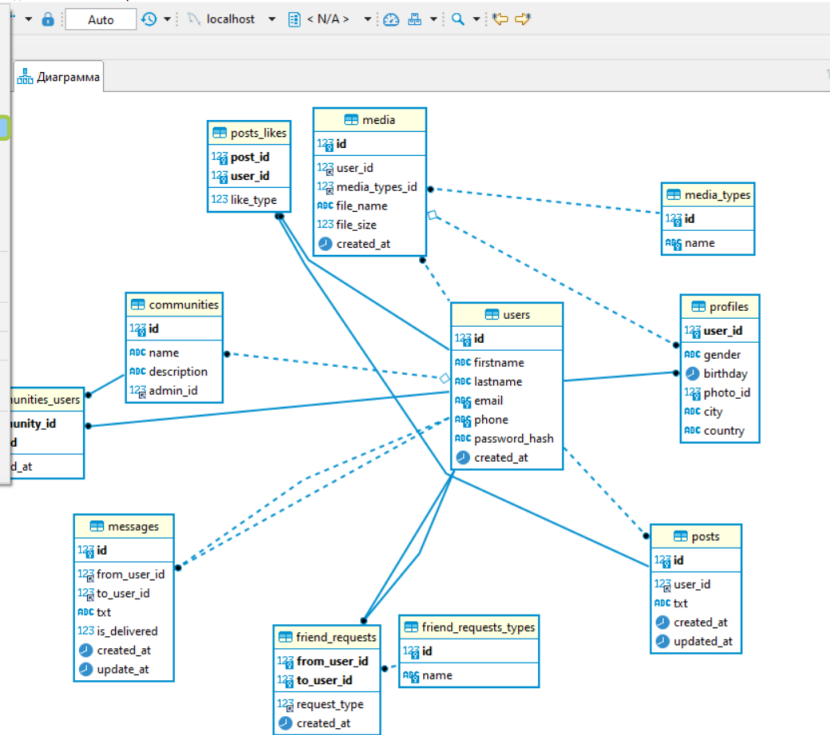 Auto
localhost
< N/A >
Диаграмма
posts_likes
post_id
user_id
like_type
media
id
user_id
media_types_id
file_name
file_size
created_at
media_types
id
name
communities
id
name
description
admin_id
users
id
firstname
lastname
email
phone
password_hash
created_at
profiles
user_id
gender
birthday
photo_id
city
country
unities_users
unity_id
d
d_at
messages
id
from_user_id
to_user_id
txt
is_delivered
created_at
update_at
friend_requests
from_user_id
to_user_id
request_type
created_at
friend_requests_types
id
name
posts
id
user_id
txt
created_at
updated_at